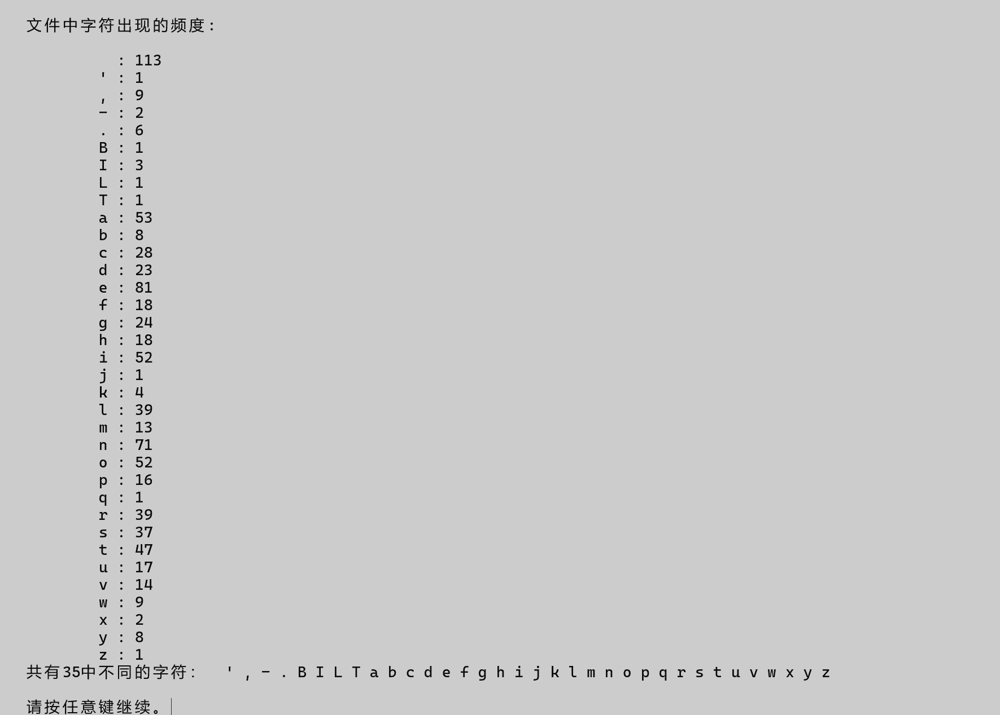 文件中字符出现的频度:
: 113
' : 1
, : 9
- : 2
. : 6
B : 1
I : 3
L : 1
T : 1
a : 53
b : 8
c : 28
d : 23
e : 81
f : 18
g : 24
h : 18
i : 52
j : 1
k : 4
l : 39
m : 13
n : 71
o : 52
p : 16
q : 1
r : 39
s : 37
t : 47
u : 17
v : 14
w : 9
x : 2
y : 8
z : 1
共有35中不同的字符:   ' , - . B I L T a b c d e f g h i j k l m n o p q r s t u v w x y z
请按任意键继续。